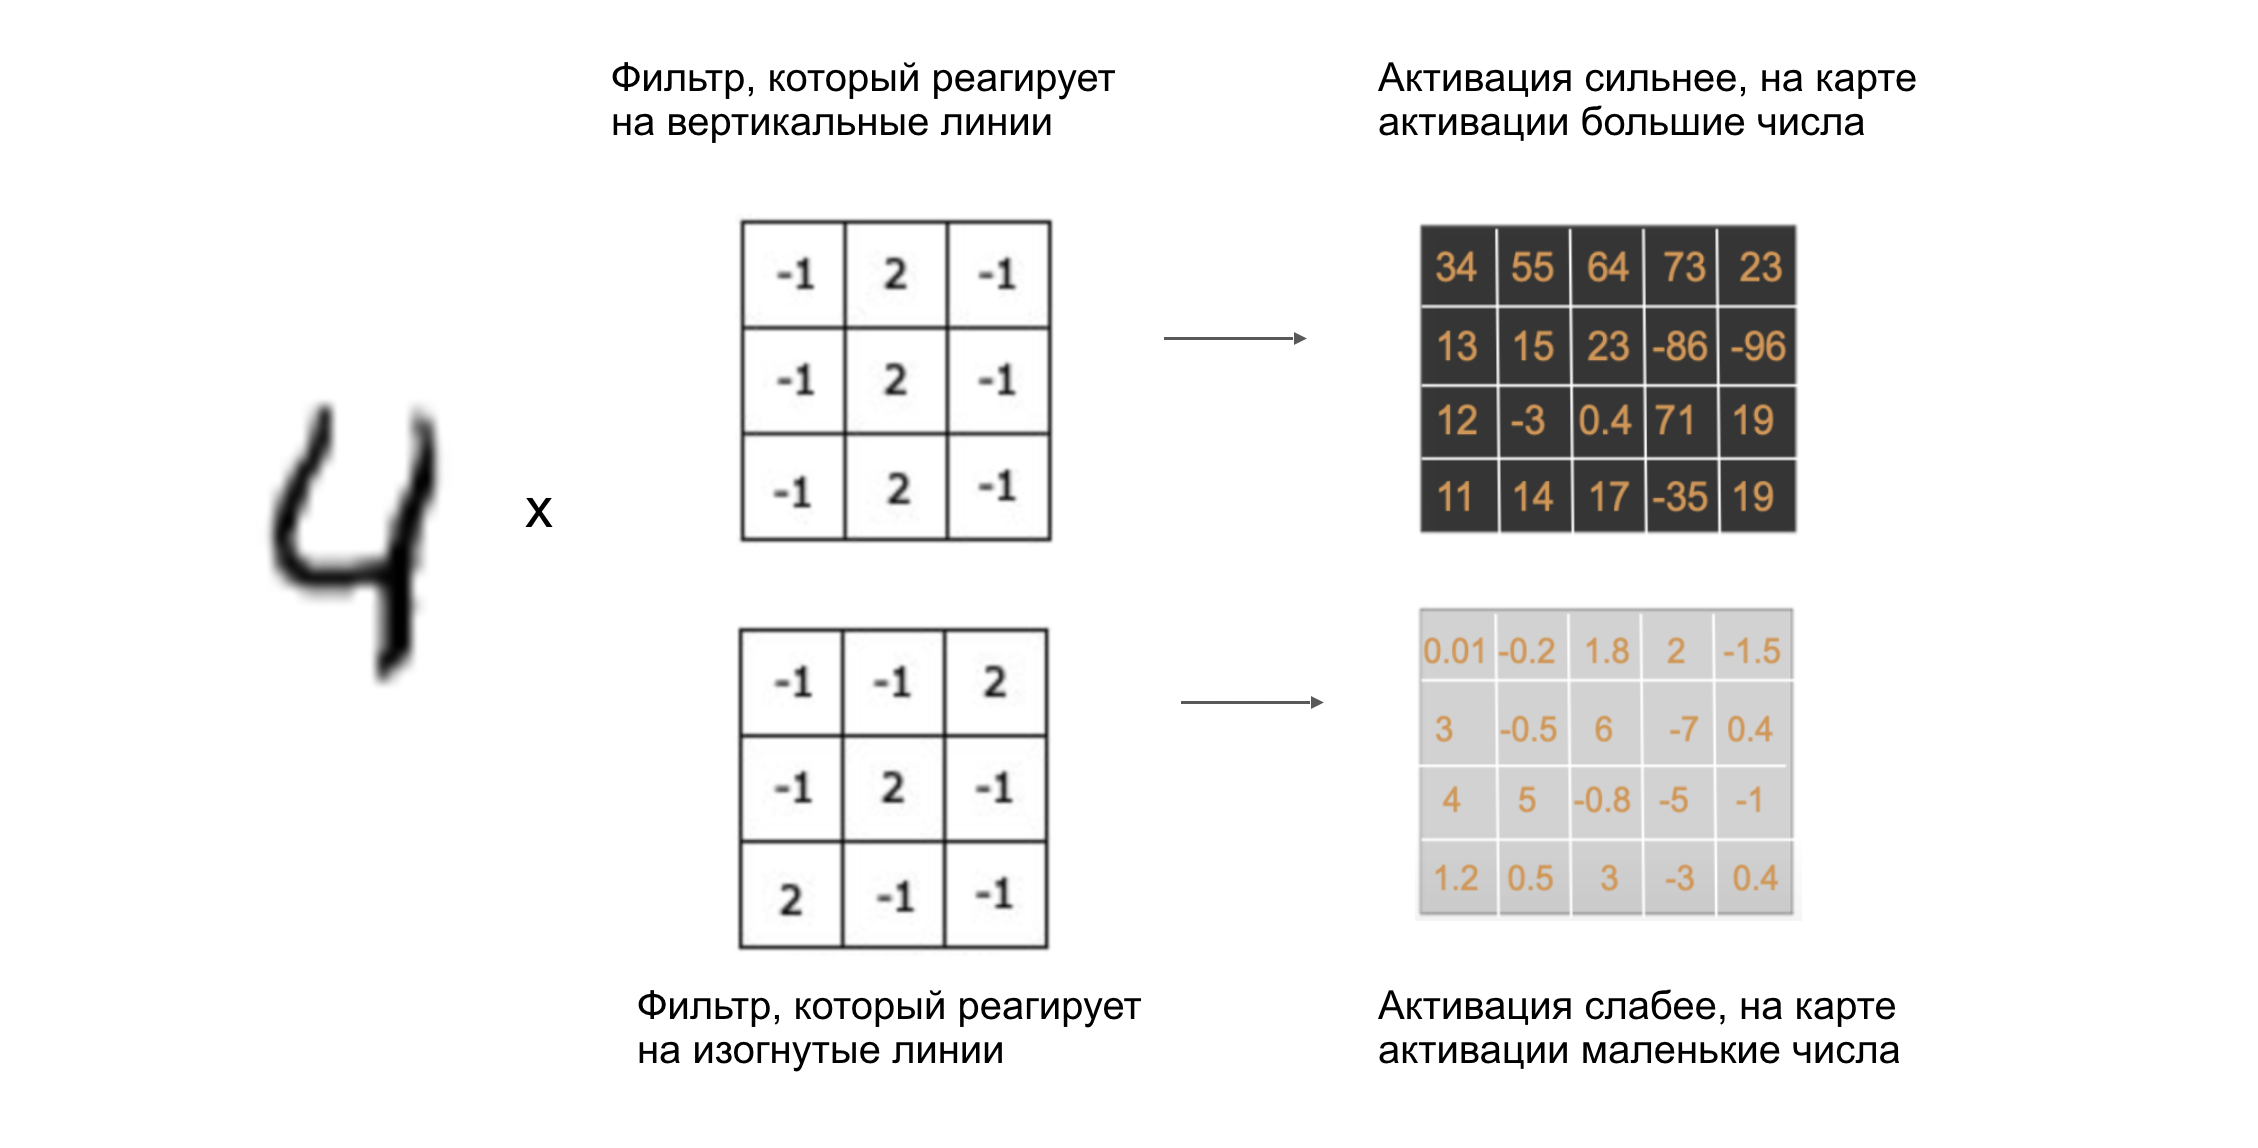 Фильтр, который реагирует
на вертикальные линии
Активация сильнее, на карте
активации большие числа
4
x
-1 2 -1
-1 2 -1
-1 2 -1
34 55 64 73 23
13 15 23 -86 -96
12 -3 0.4 71 19
11 14 17 -35 19
-1 -1 2
-1 2 -1
2 -1 -1
0.01 -0.2 1.8 2 -1.5
3 -0.5 6 -7 0.4
4 5 -0.8 -5 -1
1.2 0.5 3 -3 0.4
Фильтр, который реагирует
на изогнутые линии
Активация слабее, на карте
активации маленькие числа